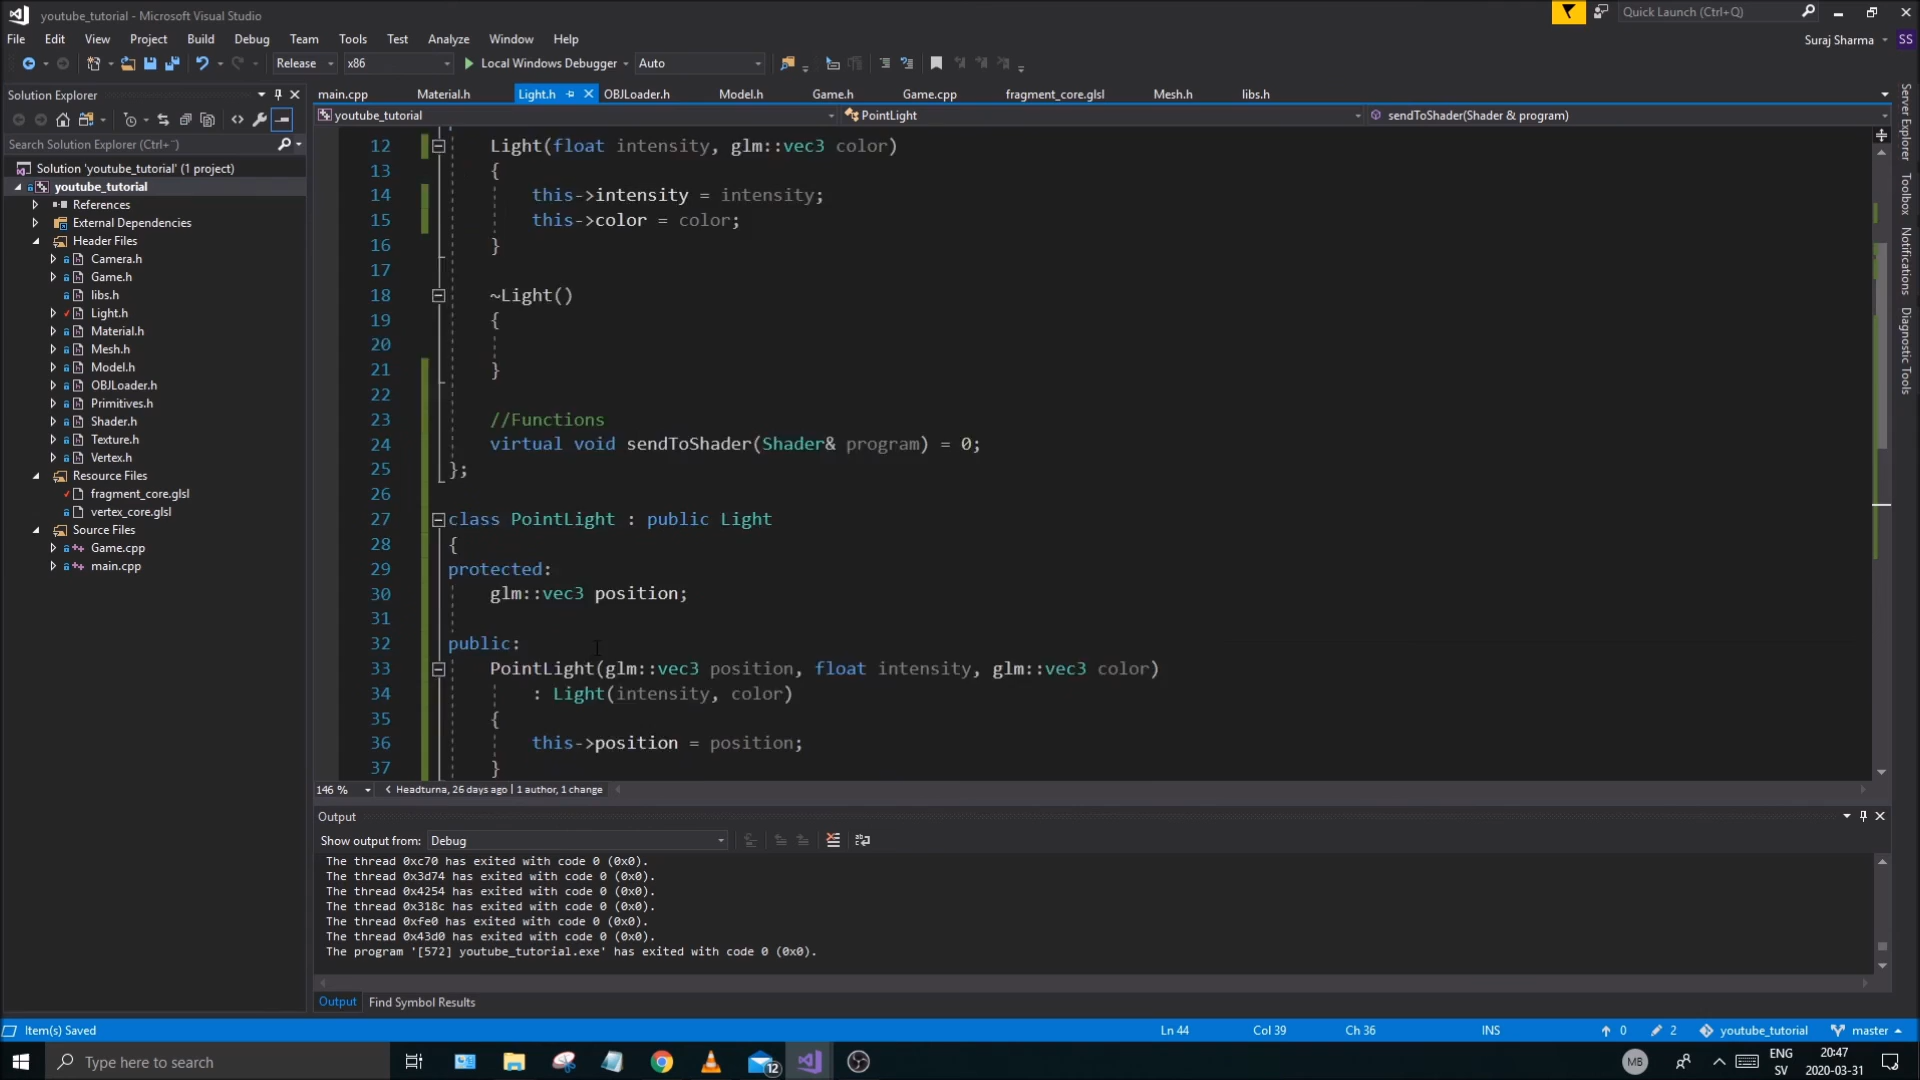 youtube_tutorial - Microsoft Visual Studio
Quick Launch (Ctrl+Q)
File Edit View Project Build Debug Team Tools Test Analyze Window Help
Suraj Sharma SS
Release x86 Local Windows Debugger Auto
Solution Explorer
main.cpp Material.h Light.h OBJLoader.h Model.h Game.h Game.cpp fragment_core.glsl Mesh.h libs.h
youtube_tutorial PointLight sendToShader(Shader & program)
Search Solution Explorer (Ctrl+¨)
Solution 'youtube_tutorial' (1 project)
youtube_tutorial
References
External Dependencies
Header Files
Camera.h
Game.h
libs.h
Light.h
Material.h
Mesh.h
Model.h
OBJLoader.h
Primitives.h
Shader.h
Texture.h
Vertex.h
Resource Files
fragment_core.glsl
vertex_core.glsl
Source Files
Game.cpp
main.cpp
12 Light(float intensity, glm::vec3 color)
13 {
14 this->intensity = intensity;
15 this->color = color;
16 }
17
18 ~Light()
19 {
20
21 }
22
23 //Functions
24 virtual void sendToShader(Shader& program) = 0;
25 };
26
27 class PointLight : public Light
28 {
29 protected:
30 glm::vec3 position;
31
32 public:
33 PointLight(glm::vec3 position, float intensity, glm::vec3 color)
34 : Light(intensity, color)
35 {
36 this->position = position;
37 }
146 % Headturna, 26 days ago | 1 author, 1 change
Server Explorer
Toolbox
Notifications
Diagnostic Tools
Output
Show output from: Debug
The thread 0xc70 has exited with code 0 (0x0).
The thread 0x3d74 has exited with code 0 (0x0).
The thread 0x4254 has exited with code 0 (0x0).
The thread 0x318c has exited with code 0 (0x0).
The thread 0xfe0 has exited with code 0 (0x0).
The thread 0x43d0 has exited with code 0 (0x0).
The program '[572] youtube_tutorial.exe' has exited with code 0 (0x0).
Output Find Symbol Results
Item(s) Saved Ln 44 Col 39 Ch 36 INS 0 2 youtube_tutorial master
Type here to search
12
MB
ENG
SV
20:47
2020-03-31